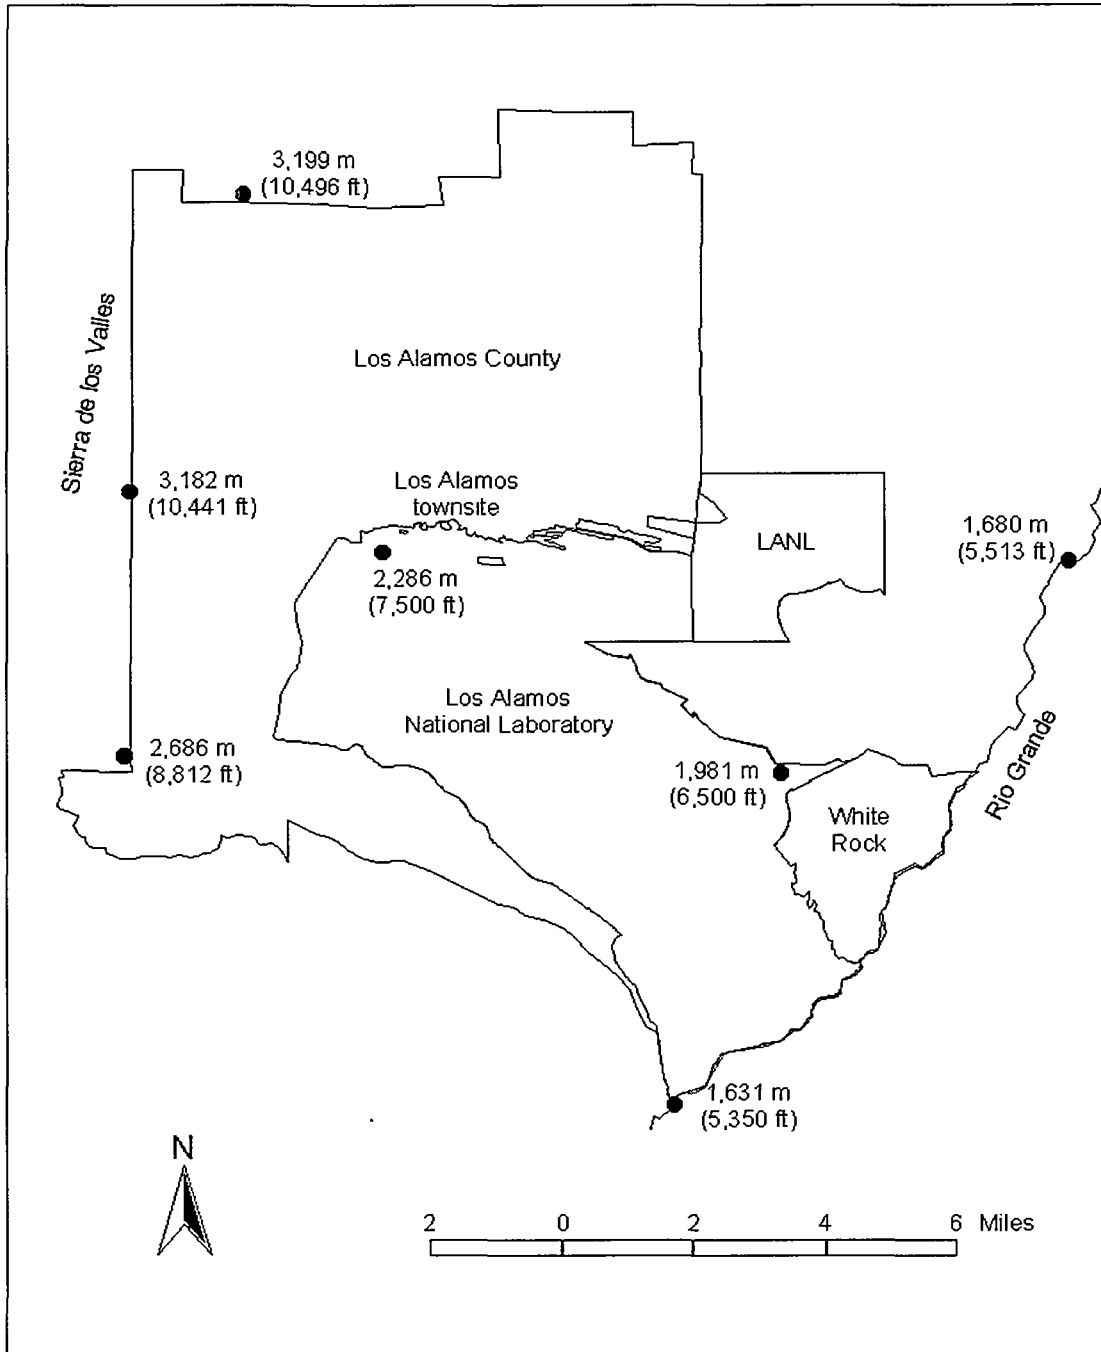 3,199 m
(10,496 ft)
Sierra de los Valles
Los Alamos County
3,182 m
(10,441 ft)
Los Alamos
townsite
LANL
1,680 m
(5,513 ft)
2,286 m
(7,500 ft)
Los Alamos
National Laboratory
2,686 m
(8,812 ft)
1,981 m
(6,500 ft)
Rio Grande
White
Rock
1,631 m
(5,350 ft)
N
2 0 2 4 6 Miles